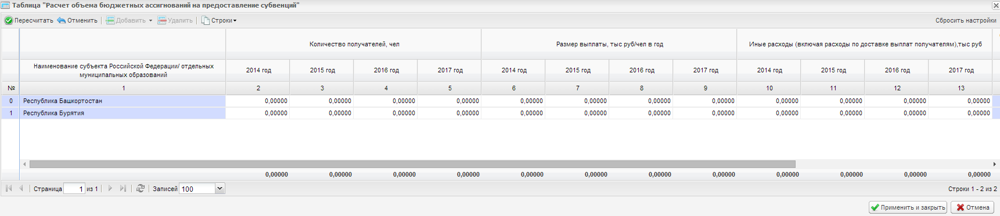 Таблица "Расчет объема бюджетных ассигнований на предоставление субвенций"
Пересчитать Отменить Добавить Удалить Строки Сбросить настройки
Количество получателей, чел Размер выплаты, тыс руб/чел в год Иные расходы (включая расходы по доставке выплат получателям),тыс руб
Наименование субъекта Российской Федерации/ отдельных
муниципальных образований
2014 год 2015 год 2016 год 2017 год 2014 год 2015 год 2016 год 2017 год 2014 год 2015 год 2016 год 2017 год
№ 1 2 3 4 5 6 7 8 9 10 11 12 13
0 Республика Башкортостан 0,00000 0,00000 0,00000 0,00000 0,00000 0,00000 0,00000 0,00000 0,00000 0,00000 0,00000 0,00000
1 Республика Бурятия 0,00000 0,00000 0,00000 0,00000 0,00000 0,00000 0,00000 0,00000 0,00000 0,00000 0,00000 0,00000
0,00000 0,00000 0,00000 0,00000 0,00000 0,00000 0,00000 0,00000 0,00000 0,00000 0,00000 0,00000
Страница 1 из 1 Записей 100 Строки 1 - 2 из 2
Применить и закрыть Отмена